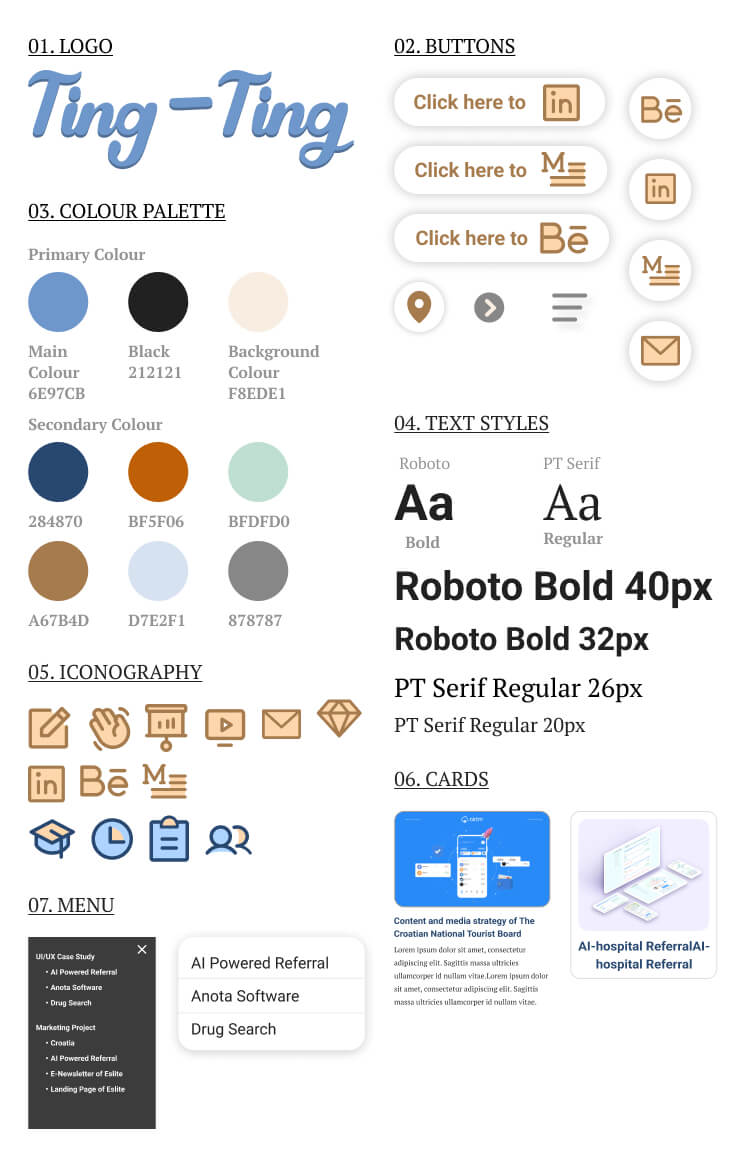 01. LOGO
Ting-Ting
02. BUTTONS
Click here to in
Click here to M
Click here to Bē
Bē
in
M
03. COLOUR PALETTE
Primary Colour
Main Colour 6E97CB
Black 212121
Background Colour F8EDE1
Secondary Colour
284870
BF5F06
BFDFD0
A67B4D
D7E2F1
878787
04. TEXT STYLES
Roboto
Aa
Bold
PT Serif
Aa
Regular
Roboto Bold 40px
Roboto Bold 32px
PT Serif Regular 26px
PT Serif Regular 20px
05. ICONOGRAPHY
in Bē M
06. CARDS
Content and media strategy of The
Croatian National Tourist Board
Lorem ipsum dolor sit amet, consectetur
adipiscing elit. Sagittis massa ultricies
ullamcorper id nullam vitae.Lorem ipsum dolor
sit amet, consectetur adipiscing elit. Sagittis
massa ultricies ullamcorper id nullam vitae.
AI-hospital ReferralAI-
hospital Referral
07. MENU
UI/UX Case Study
• AI Powered Referral
• Anota Software
• Drug Search
Marketing Project
• Croatia
• AI Powered Referral
• E-Newsletter of Eslite
• Landing Page of Eslite
AI Powered Referral
Anota Software
Drug Search